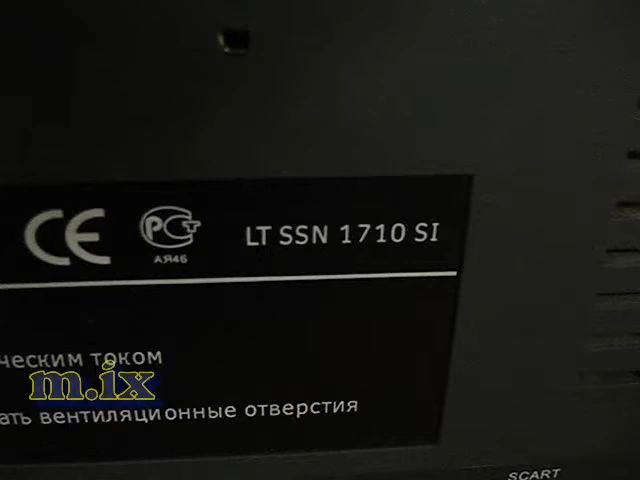 CE PCT LT SSN 1710 SI
АЯ46
ческим током
m.ix
ать вентиляционные отверстия
SCART